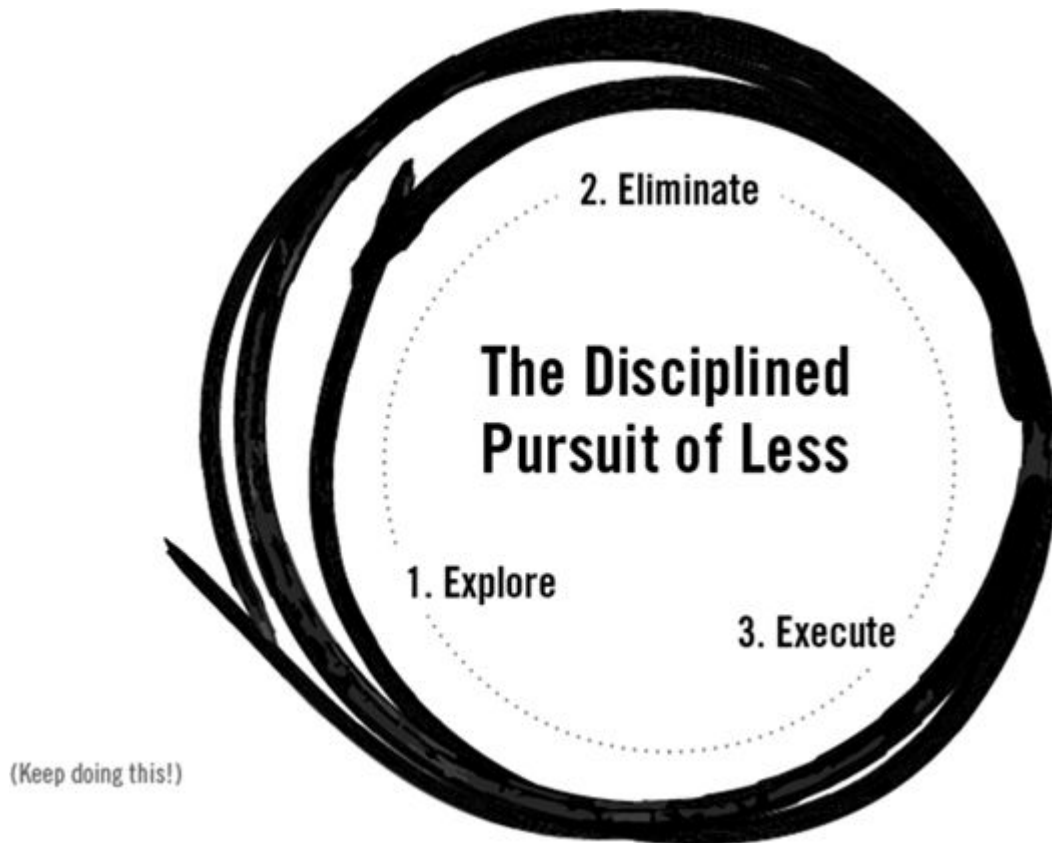 2. Eliminate
The Disciplined
Pursuit of Less
1. Explore
3. Execute
(Keep doing this!)